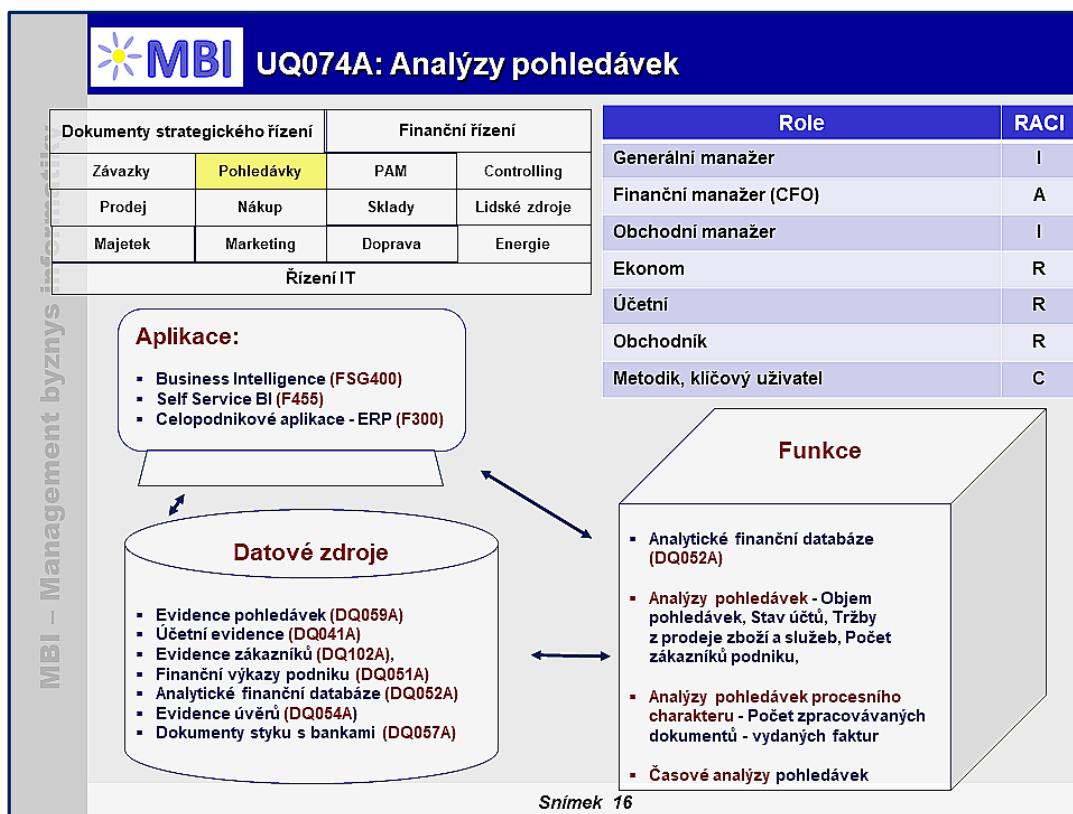 MBI
UQ074A: Analýzy pohledávek
MBI – Management byznys informatiky
Dokumenty strategického řízení
Finanční řízení
Závazky
Pohledávky
PAM
Controlling
Prodej
Nákup
Sklady
Lidské zdroje
Majetek
Marketing
Doprava
Energie
Řízení IT
Role RACI
Generální manažer I
Finanční manažer (CFO) A
Obchodní manažer I
Ekonom R
Účetní R
Obchodník R
Metodik, klíčový uživatel C
Aplikace:
▪ Business Intelligence (FSG400)
▪ Self Service BI (F455)
▪ Celopodnikové aplikace - ERP (F300)
Datové zdroje
▪ Evidence pohledávek (DQ059A)
▪ Účetní evidence (DQ041A)
▪ Evidence zákazníků (DQ102A),
▪ Finanční výkazy podniku (DQ051A)
▪ Analytické finanční databáze (DQ052A)
▪ Evidence úvěrů (DQ054A)
▪ Dokumenty styku s bankami (DQ057A)
Funkce
▪ Analytické finanční databáze
(DQ052A)
▪ Analýzy pohledávek - Objem
pohledávek, Stav účtů, Tržby
z prodeje zboží a služeb, Počet
zákazníků podniku,
▪ Analýzy pohledávek procesního
charakteru - Počet zpracovávaných
dokumentů - vydaných faktur
▪ Časové analýzy pohledávek
Snímek 16